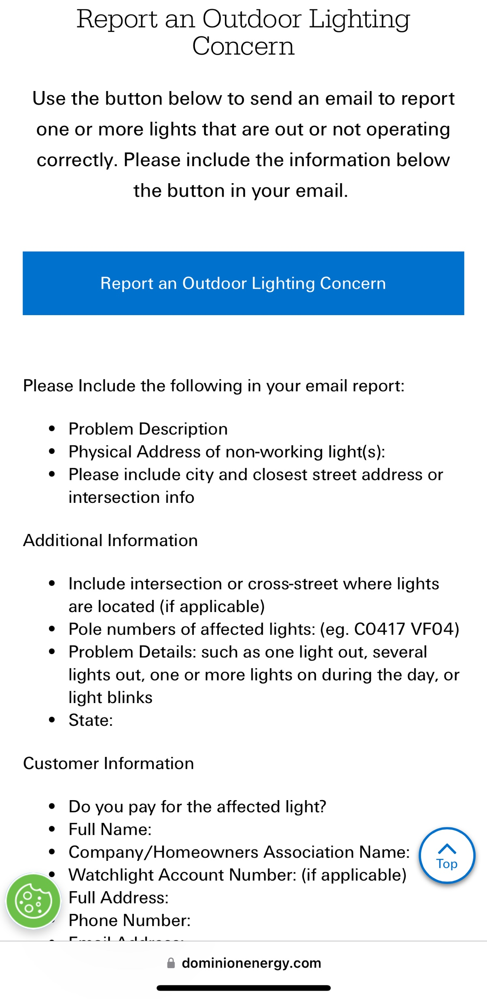 Report an Outdoor Lighting
Concern
Use the button below to send an email to report
one or more lights that are out or not operating
correctly. Please include the information below
the button in your email.
Report an Outdoor Lighting Concern
Please Include the following in your email report:
• Problem Description
• Physical Address of non-working light(s):
• Please include city and closest street address or
intersection info
Additional Information
• Include intersection or cross-street where lights
are located (if applicable)
• Pole numbers of affected lights: (eg. C0417 VF04)
• Problem Details: such as one light out, several
lights out, one or more lights on during the day, or
light blinks
• State:
Customer Information
• Do you pay for the affected light?
• Full Name:
• Company/Homeowners Association Name:
Top
• Watchlight Account Number: (if applicable)
Full Address:
Phone Number:
• Email Address:
dominionenergy.com